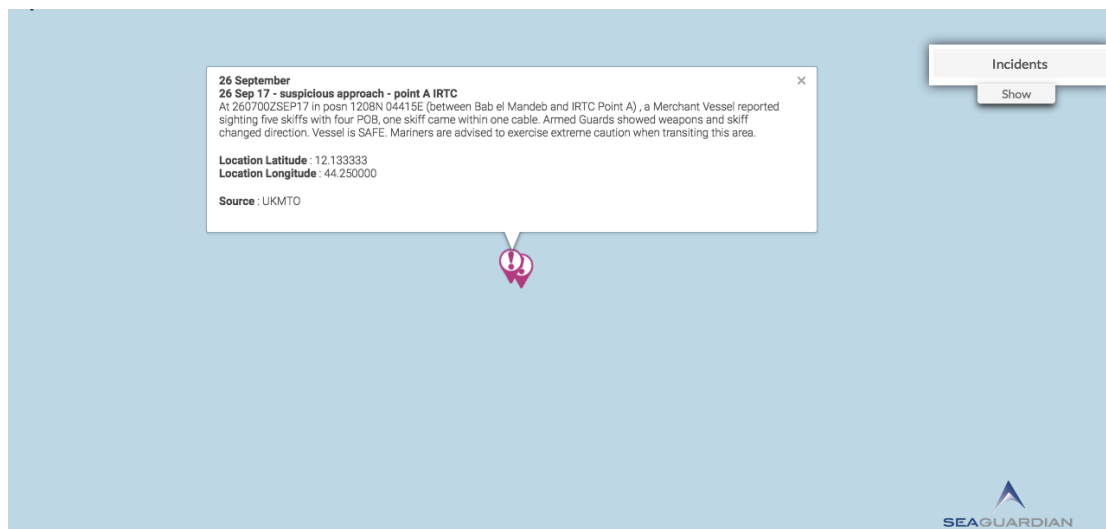 26 September
26 Sep 17 - suspicious approach - point A IRTC
At 260700ZSEP17 in posn 1208N 04415E (between Bab el Mandeb and IRTC Point A) , a Merchant Vessel reported
sighting five skiffs with four POB, one skiff came within one cable. Armed Guards showed weapons and skiff
changed direction. Vessel is SAFE. Mariners are advised to exercise extreme caution when transiting this area.
Location Latitude : 12.133333
Location Longitude : 44.250000
Source : UKMTO
Incidents
Show
SEAGUARDIAN